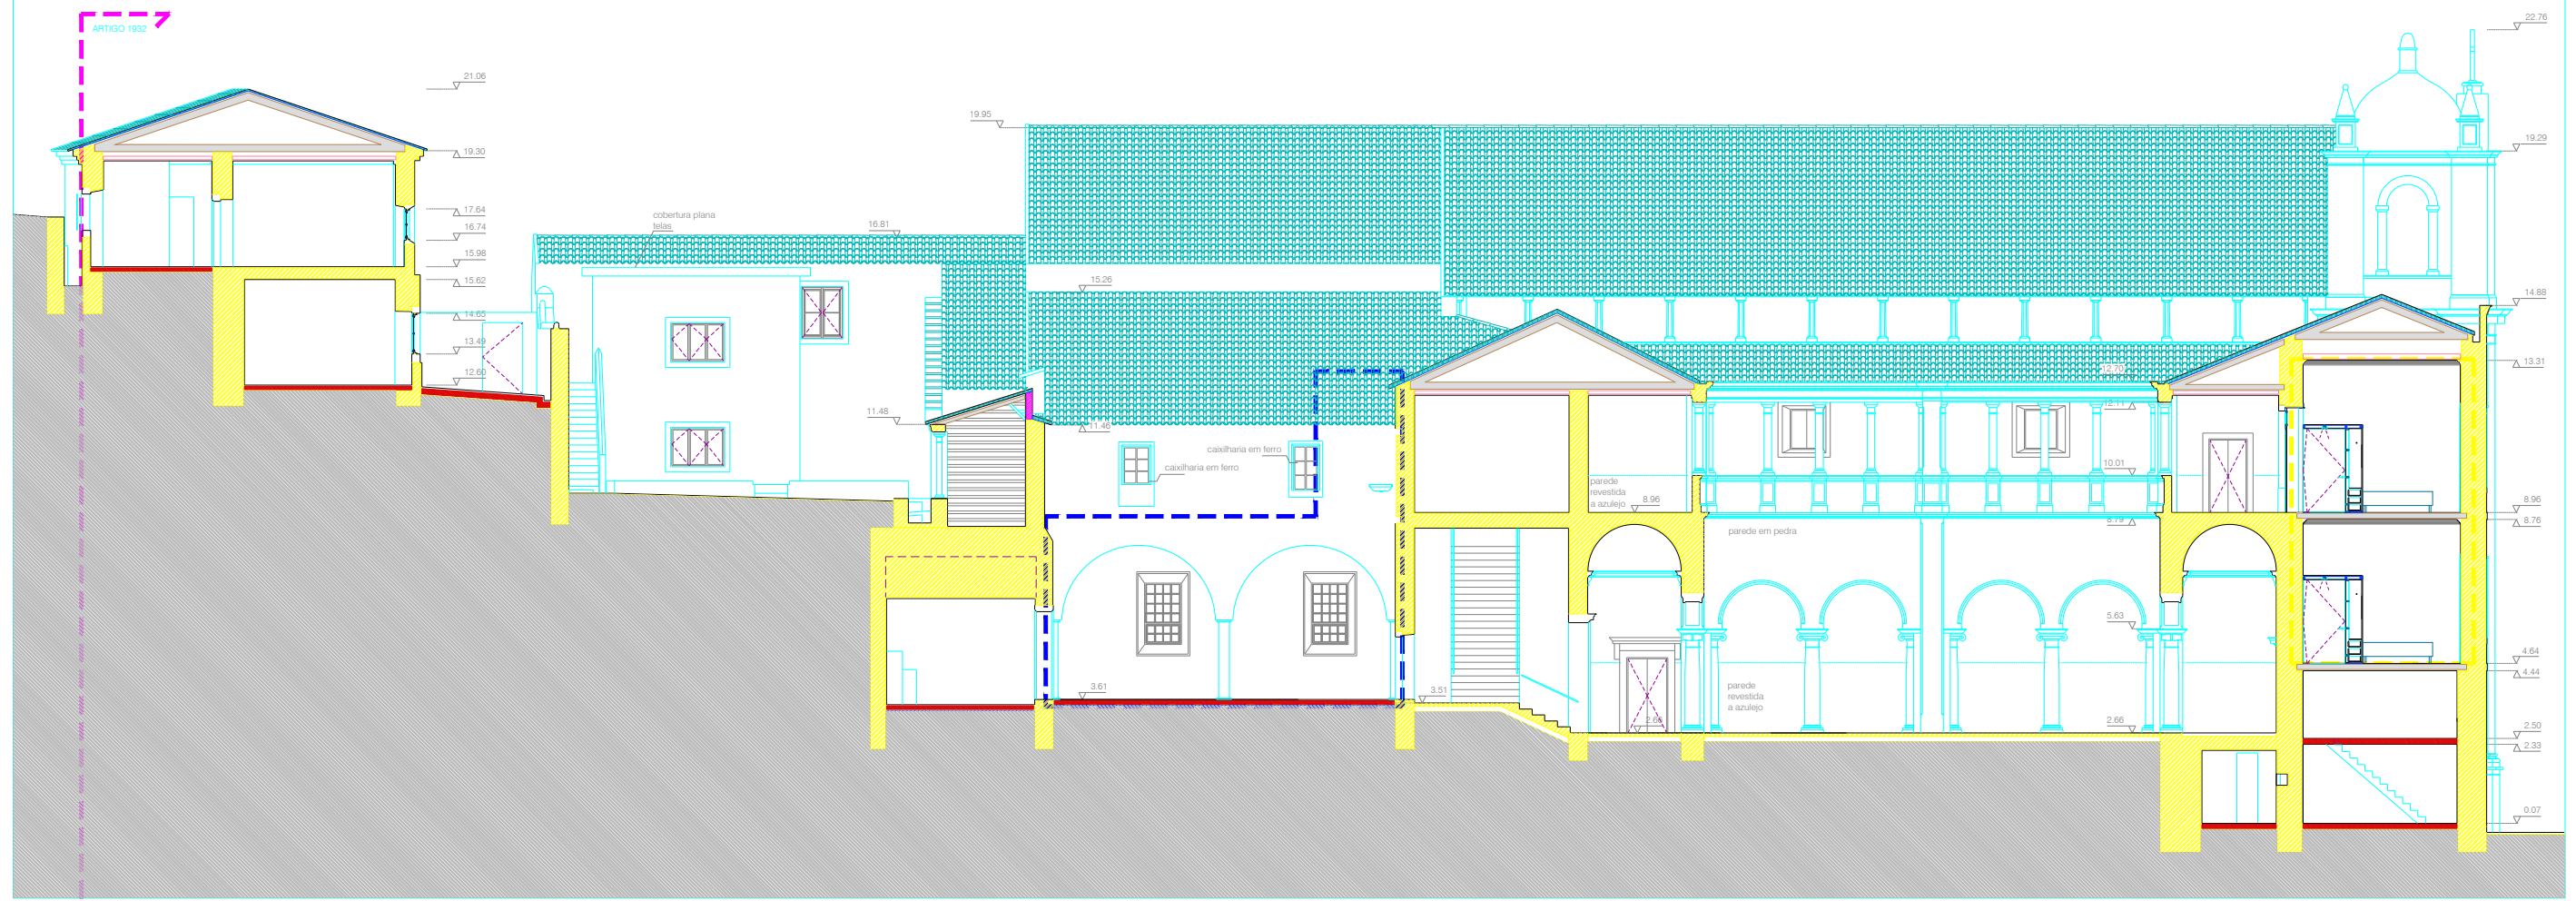 ARTIGO 1932
22.76
21.06
19.95
19.29
19.30
17.64
cobertura plana
telas
16.81
16.74
15.98
15.62
15.26
14.88
14.65
13.49
13.31
12.60
12.70
12.11
11.48
11.46
caixilharia em ferro
caixilharia em ferro
10.01
parede
revestida
a azulejo
8.96
8.96
8.76
8.79
parede em pedra
5.63
4.64
4.44
3.61
3.51
parede
revestida
a azulejo
2.66
2.66
2.50
2.33
0.07